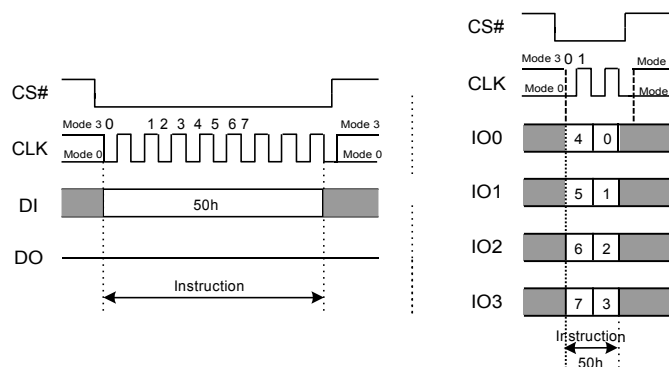 CS#
Mode 3 0 1 2 3 4 5 6 7 Mode 3
CLK
Mode 0 Mode 0
DI 50h
DO
Instruction
CS#
Mode 3 0 1 Mode
CLK
Mode 0 Mode
IO0 4 0
IO1 5 1
IO2 6 2
IO3 7 3
Instruction
50h